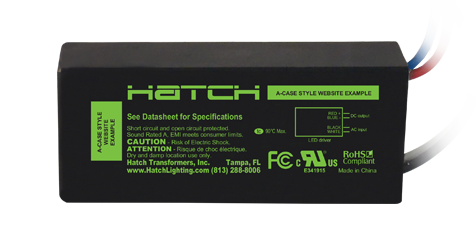 HATCH
A-CASE STYLE WEBSITE EXAMPLE
A-CASE STYLE
WEBSITE
EXAMPLE
See Datasheet for Specifications
Short circuit and open circuit protected.
Sound Rated A, EMI meets consumer limits.
CAUTION - Risk of Electric Shock.
ATTENTION - Risque de choc électrique.
Dry and damp location use only.
Hatch Transformers, Inc. Tampa, FL
www.HatchLighting.com (813) 288-8006
90°C Max.
RED +
BLUE -
DC output
BLACK
WHITE
AC input
LED driver
FC
c RU US
E341915
RoHS
Compliant
Made in China